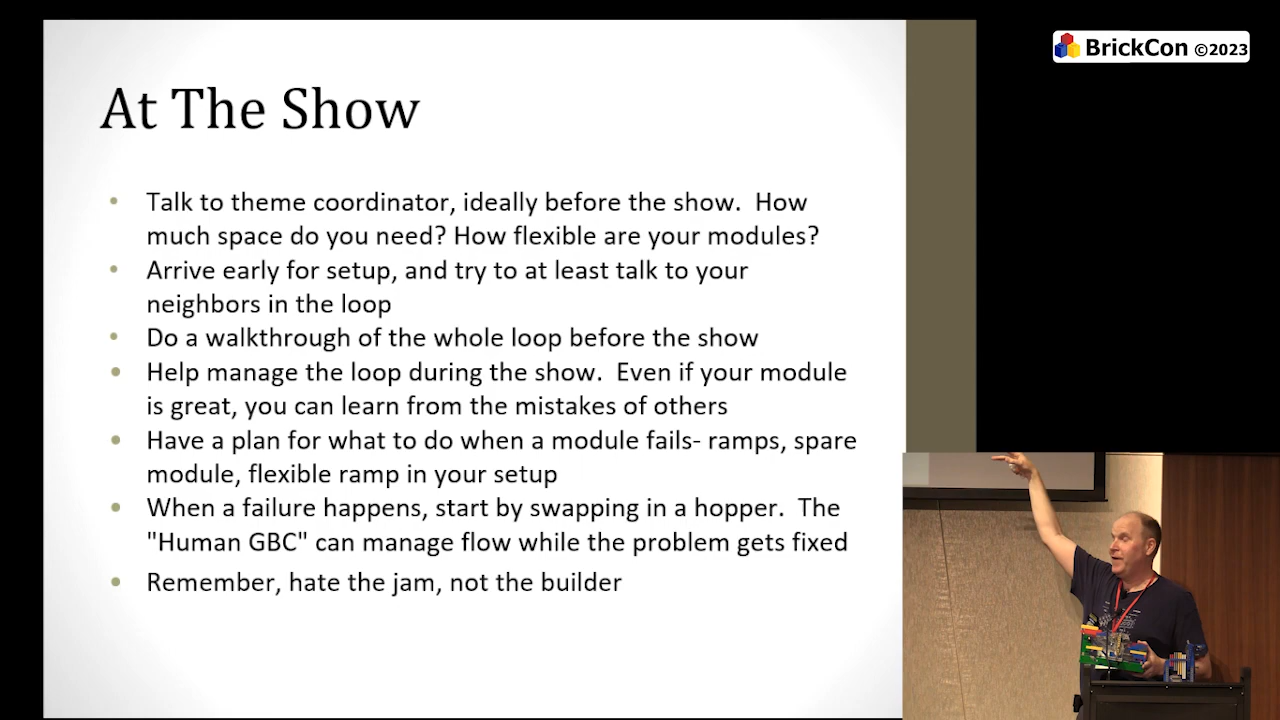 BrickCon ©2023
At The Show
• Talk to theme coordinator, ideally before the show.  How
much space do you need? How flexible are your modules?
• Arrive early for setup, and try to at least talk to your
neighbors in the loop
• Do a walkthrough of the whole loop before the show
• Help manage the loop during the show.  Even if your module
is great, you can learn from the mistakes of others
• Have a plan for what to do when a module fails- ramps, spare
module, flexible ramp in your setup
• When a failure happens, start by swapping in a hopper.  The
"Human GBC" can manage flow while the problem gets fixed
• Remember, hate the jam, not the builder